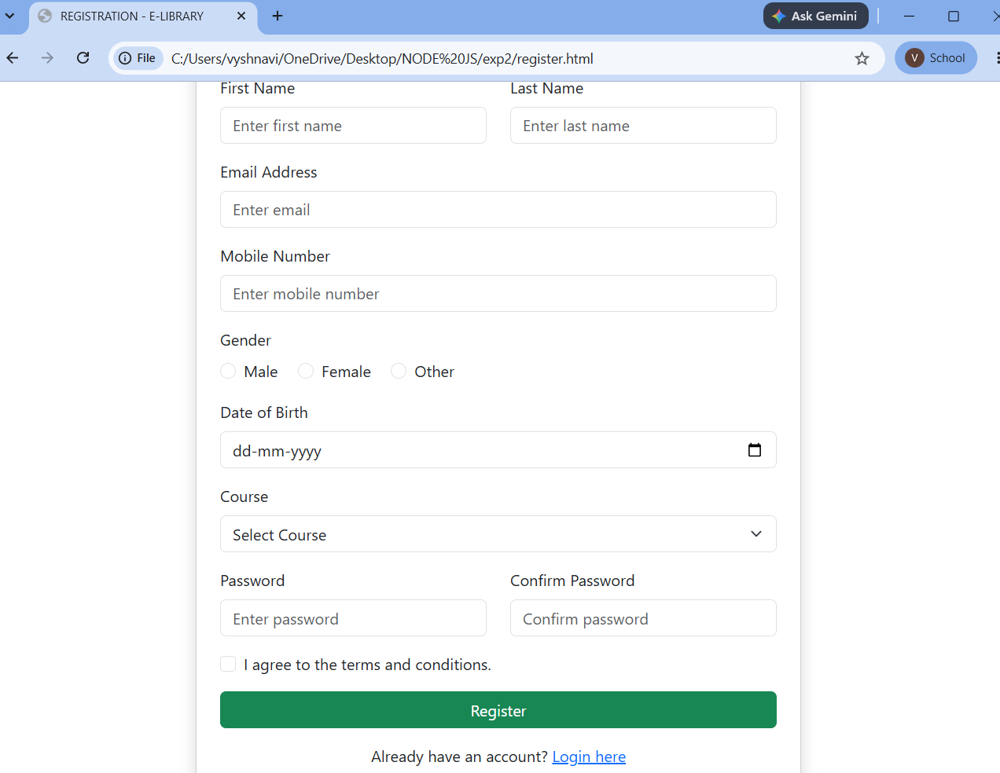 REGISTRATION - E-LIBRARY
Ask Gemini
File C:/Users/vyshnavi/OneDrive/Desktop/NODE%20JS/exp2/register.html
V School
First Name Last Name
Enter first name Enter last name
Email Address
Enter email
Mobile Number
Enter mobile number
Gender
Male Female Other
Date of Birth
dd-mm-yyyy
Course
Select Course
Password Confirm Password
Enter password Confirm password
I agree to the terms and conditions.
Register
Already have an account? Login here